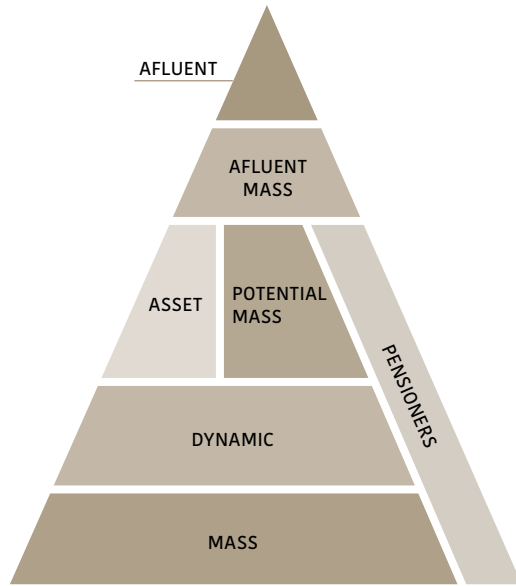 AFLUENT
AFLUENT
MASS
ASSET
POTENTIAL
MASS
PENSIONERS
DYNAMIC
MASS